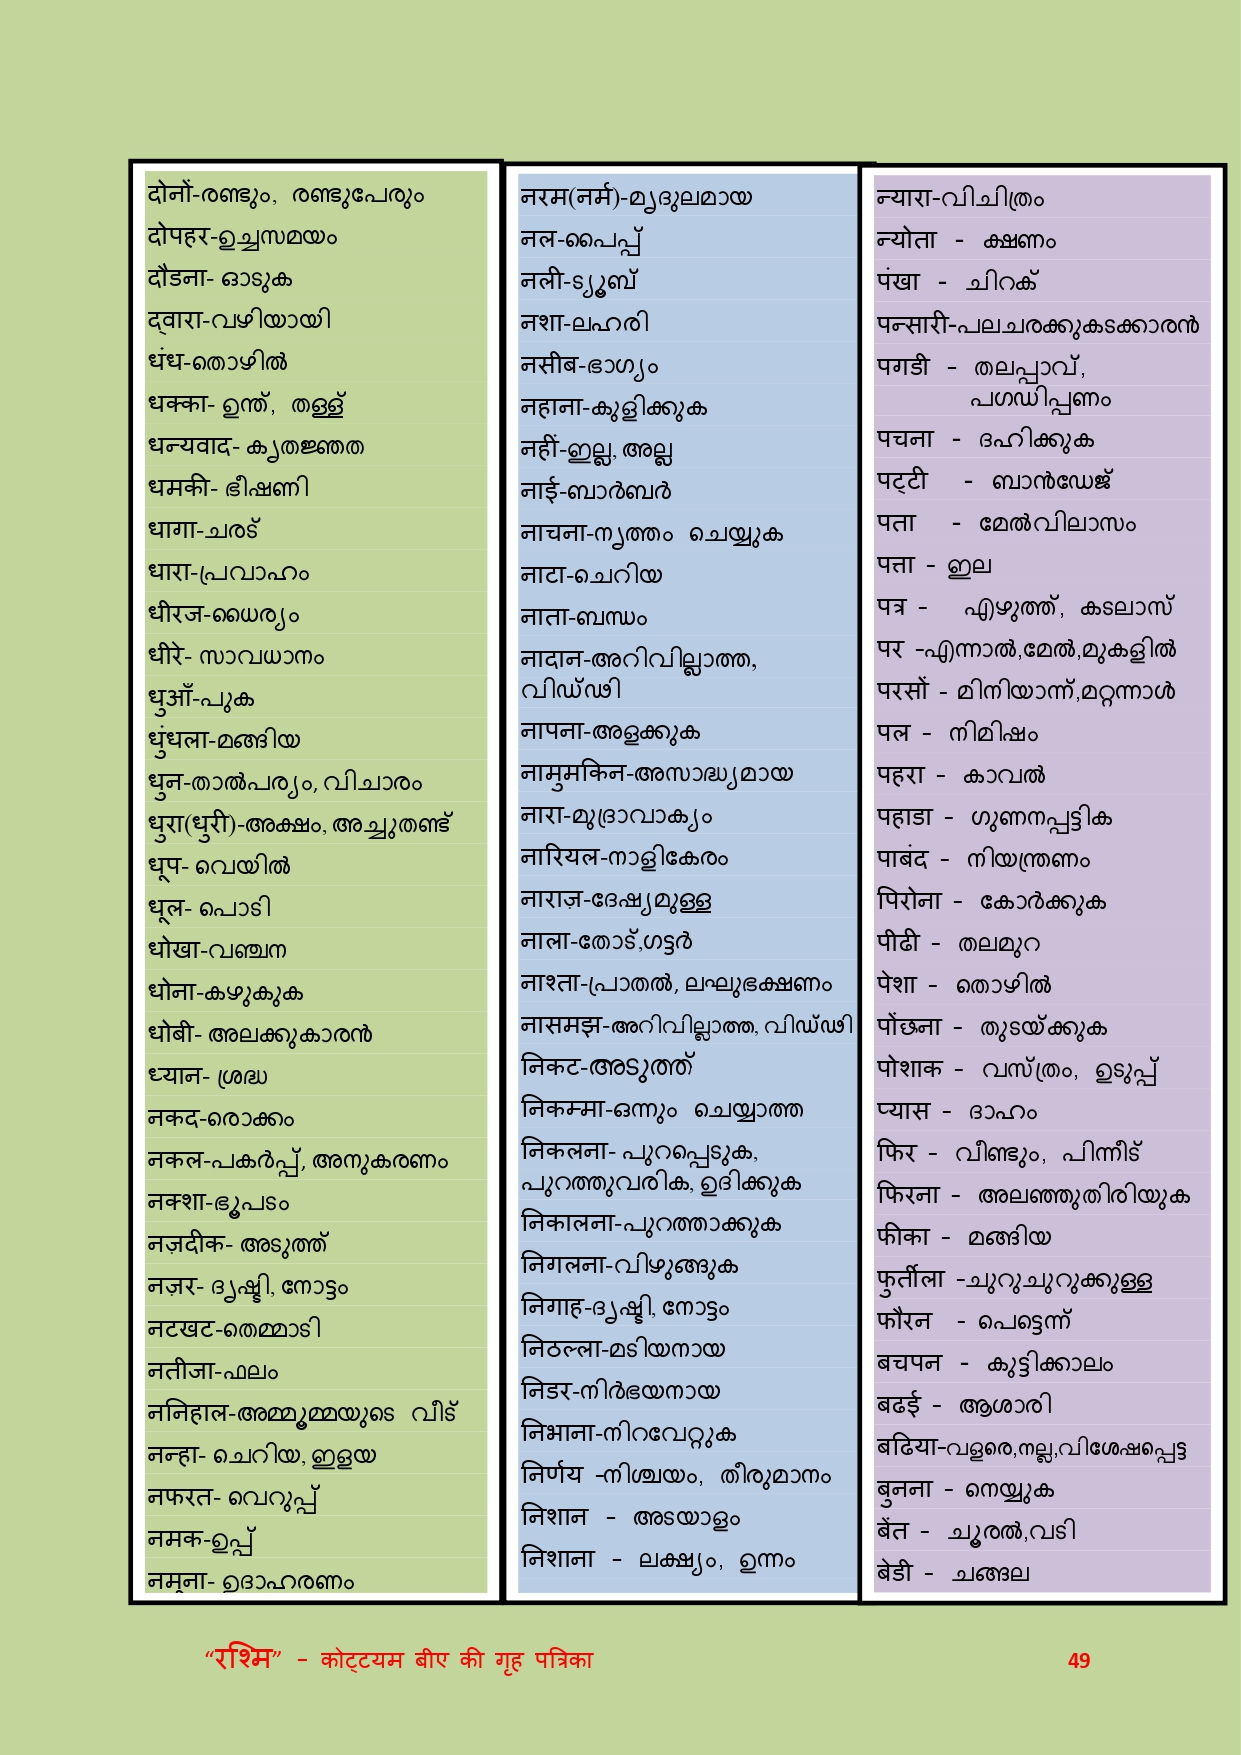 दोनों-രണ്ടും, രണ്ടുപേരും
दोपहर-ഉച്ചസമയം
दौडना- ഓടുക
द्‌वारा-വഴിയായി
धंध-തൊഴിൽ
धक्का- ഉന്ത്, തള്ള്
धन्यवाद- കൃതജ്ഞത
धमकी- ഭീഷണി
धागा-ചരട്
धारा-പ്രവാഹം
धीरज-ധൈര്യം
धीरे- സാവധാനം
धुआँ-പുക
धुंधला-മങ്ങിയ
धुन-താൽപര്യം, വിചാരം
धुरा(धुरी)-അക്ഷം, അച്ചുതണ്ട്
धूप- വെയിൽ
धूल- പൊടി
धोखा-വഞ്ചന
धोना-കഴുകുക
धोबी- അലക്കുകാരൻ
ध्यान- ശ്രദ്ധ
नकद-രൊക്കം
नकल-പകർപ്പ്, അനുകരണം
नक्शा-ഭൂപടം
नज़दीक- അടുത്ത്
नज़र- ദൃഷ്ടി, നോട്ടം
नटखट-തെമ്മാടി
नतीजा-ഫലം
ननिहाल-അമ്മൂമ്മയുടെ വീട്
नन्हा- ചെറിയ, ഇളയ
नफरत- വെറുപ്പ്
नमक-ഉപ്പ്
नमूना- ഉദാഹരണം
नरम(नर्म)-മൃദുലമായ
नल-പൈപ്പ്
नली-ട്യൂബ്
नशा-ലഹരി
नसीब-ഭാഗ്യം
नहाना-കുളിക്കുക
नहीं-ഇല്ല, അല്ല
नाई-ബാർബർ
नाचना-നൃത്തം ചെയ്യുക
नाटा-ചെറിയ
नाता-ബന്ധം
नादान-അറിവില്ലാത്ത,
വിഡ്ഢി
नापना-അളക്കുക
नामुमकिन-അസാദ്ധ്യമായ
नारा-മുദ്രാവാക്യം
नारियल-നാളികേരം
नाराज़-ദേഷ്യമുള്ള
नाला-തോട്,ഗട്ടർ
नाश्ता-പ്രാതൽ, ലഘുഭക്ഷണം
नासमझ-അറിവില്ലാത്ത, വിഡ്ഢി
निकट-അടുത്ത്
निकम्मा-ഒന്നും ചെയ്യാത്ത
निकलना- പുറപ്പെടുക,
പുറത്തുവരിക, ഉദിക്കുക
निकालना-പുറത്താക്കുക
निगलना-വിഴുങ്ങുക
निगाह-ദൃഷ്ടി, നോട്ടം
निठल्ला-മടിയനായ
निडर-നിർഭയനായ
निभाना-നിറവേറ്റുക
निर्णय -നിശ്ചയം, തീരുമാനം
निशान - അടയാളം
निशाना - ലക്ഷ്യം, ഉന്നം
न्यारा-വിചിത്രം
न्योता - ക്ഷണം
पंखा - ചിറക്
पन्सारी-പലചരക്കുകടക്കാരൻ
पगडी - തലപ്പാവ്,
പഗഡിപ്പണം
पचना - ദഹിക്കുക
पट्‌टी - ബാൻഡേജ്
पता - മേൽവിലാസം
पत्ता - ഇല
पत्र - എഴുത്ത്, കടലാസ്
पर -എന്നാൽ,മേൽ,മുകളിൽ
परसों - മിനിയാന്ന്,മറ്റന്നാൾ
पल - നിമിഷം
पहरा - കാവൽ
पहाडा - ഗുണനപ്പട്ടിക
पाबंद - നിയന്ത്രണം
पिरोना - കോർക്കുക
पीढी - തലമുറ
पेशा - തൊഴിൽ
पोंछना - തുടയ്ക്കുക
पोशाक - വസ്ത്രം, ഉടുപ്പ്
प्यास - ദാഹം
फिर - വീണ്ടും, പിന്നീട്
फिरना - അലഞ്ഞുതിരിയുക
फीका - മങ്ങിയ
फुर्तीला -ചുറുചുറുക്കുള്ള
फौरन - പെട്ടെന്ന്
बचपन - കുട്ടിക്കാലം
बढई - ആശാരി
बढिया-വളരെ,നല്ല,വിശേഷപ്പെട്ട
बुनना - നെയ്യുക
बेंत - ചൂരൽ,വടി
बेडी - ചങ്ങല
“रश्मि” - कोट्‌टयम बीए की गृह पत्रिका 49